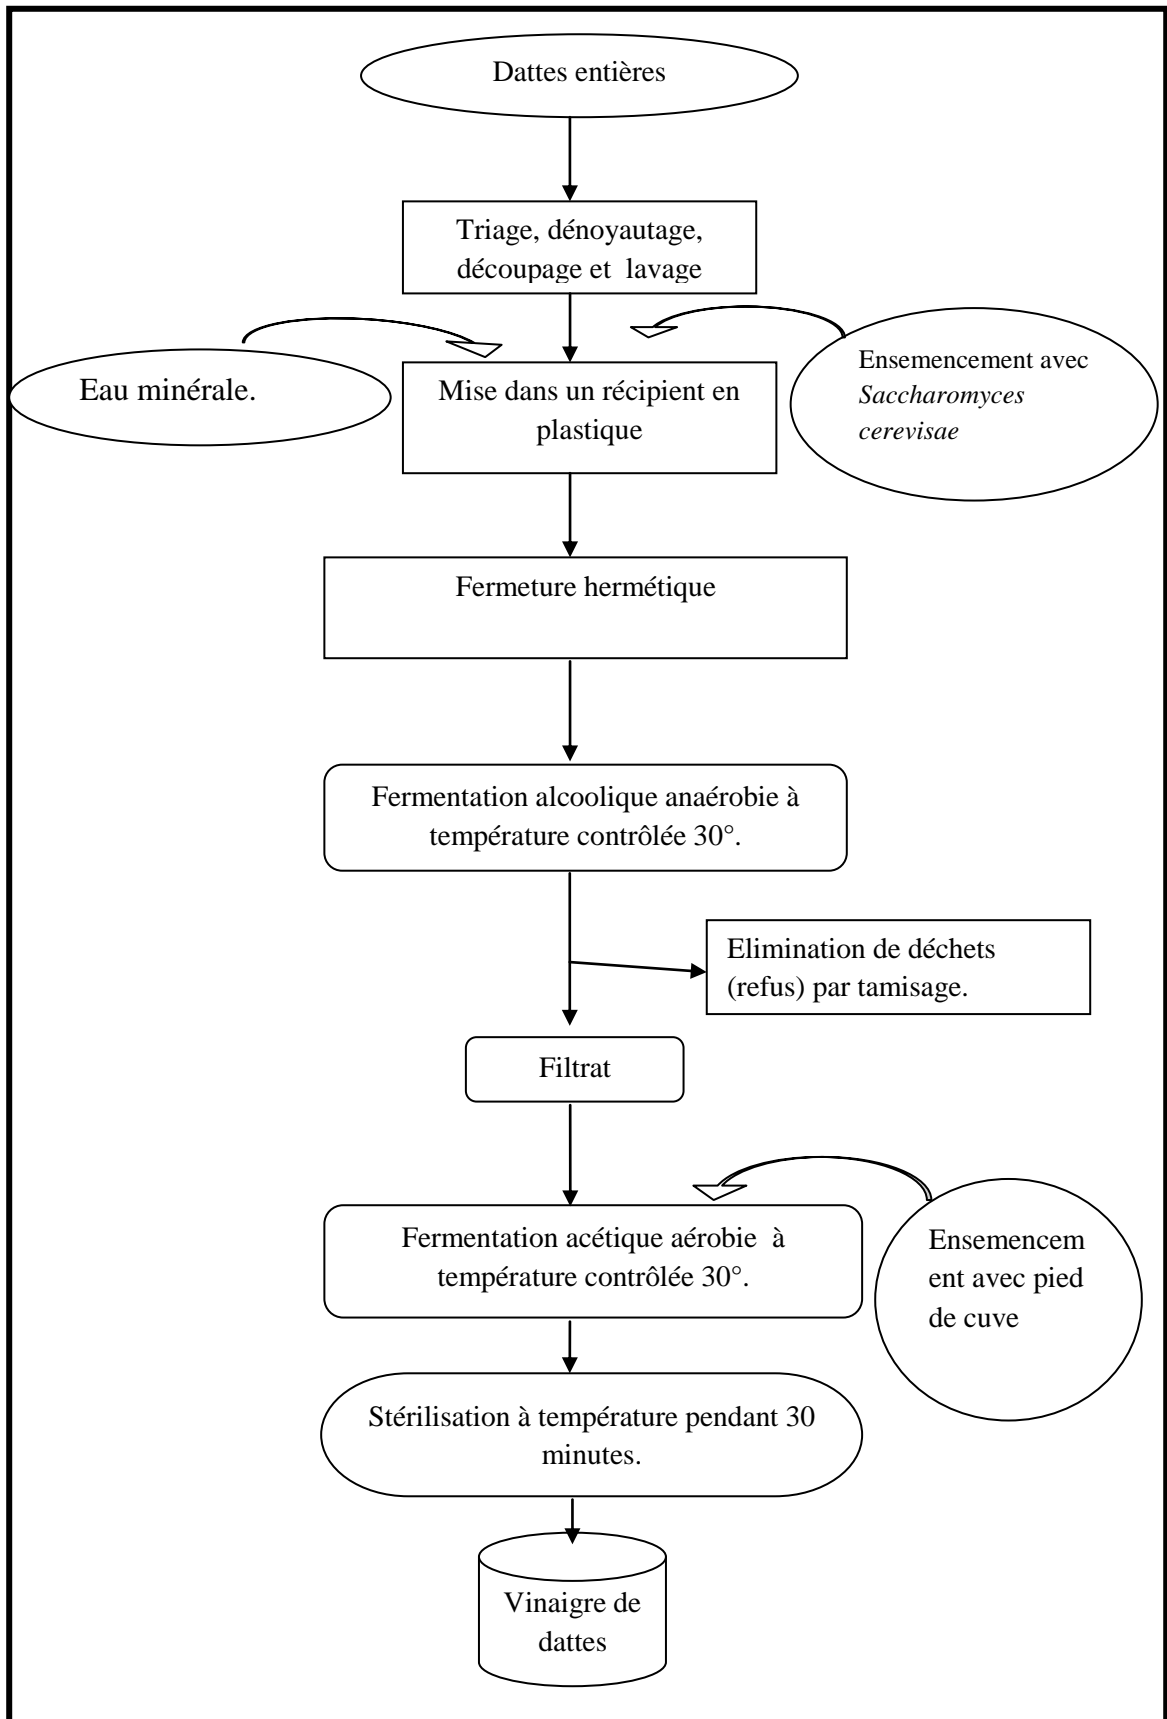 Dattes entières
Triage, dénoyautage,
découpage et  lavage
Eau minérale.
Mise dans un récipient en
plastique
Ensemencement avec
Saccharomyces
cerevisae
Fermeture hermétique
Fermentation alcoolique anaérobie à
température contrôlée 30°.
Elimination de déchets
(refus) par tamisage.
Filtrat
Fermentation acétique aérobie  à
température contrôlée 30°.
Ensemencem
ent avec pied
de cuve
Stérilisation à température pendant 30
minutes.
Vinaigre de
dattes